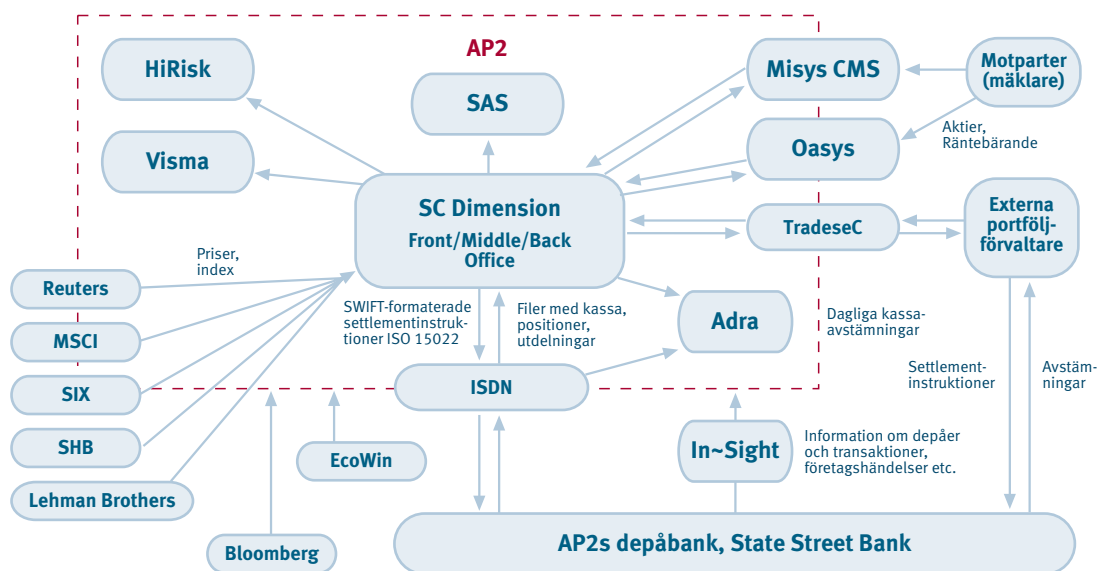 AP2
HiRisk
SAS
Misys CMS
Motparter
(mäklare)
Visma
Oasys
Aktier,
Räntebärande
SC Dimension
Front/Middle/Back
Office
TradeseC
Externa
portfölj-
förvaltare
Priser,
index
Reuters
MSCI
SIX
SHB
Lehman Brothers
SWIFT-formaterade
settlementinstruk-
tioner ISO 15022
Filer med kassa,
positioner,
utdelningar
Adra
Dagliga kassa-
avstämningar
Settlement-
instruktioner
Avstäm-
ningar
ISDN
EcoWin
Bloomberg
In~Sight
Information om depåer
och transaktioner,
företagshändelser etc.
AP2s depåbank, State Street Bank